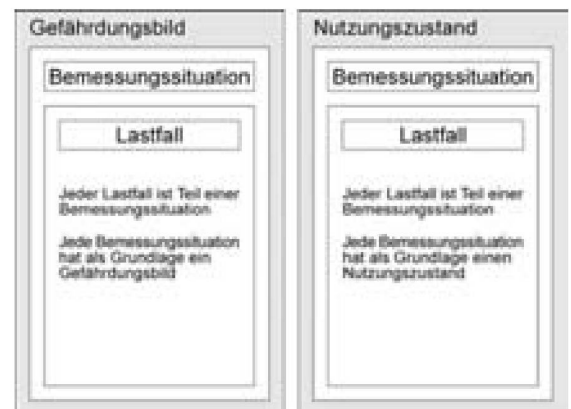 Gefährdungsbild
Bemessungssituation
Lastfall
Jeder Lastfall ist Teil einer
Bemessungssituation
Jede Bemessungssituation
hat als Grundlage ein
Gefährdungsbild
Nutzungszustand
Bemessungssituation
Lastfall
Jeder Lastfall ist Teil einer
Bemessungssituation
Jede Bemessungssituation
hat als Grundlage einen
Nutzungszustand